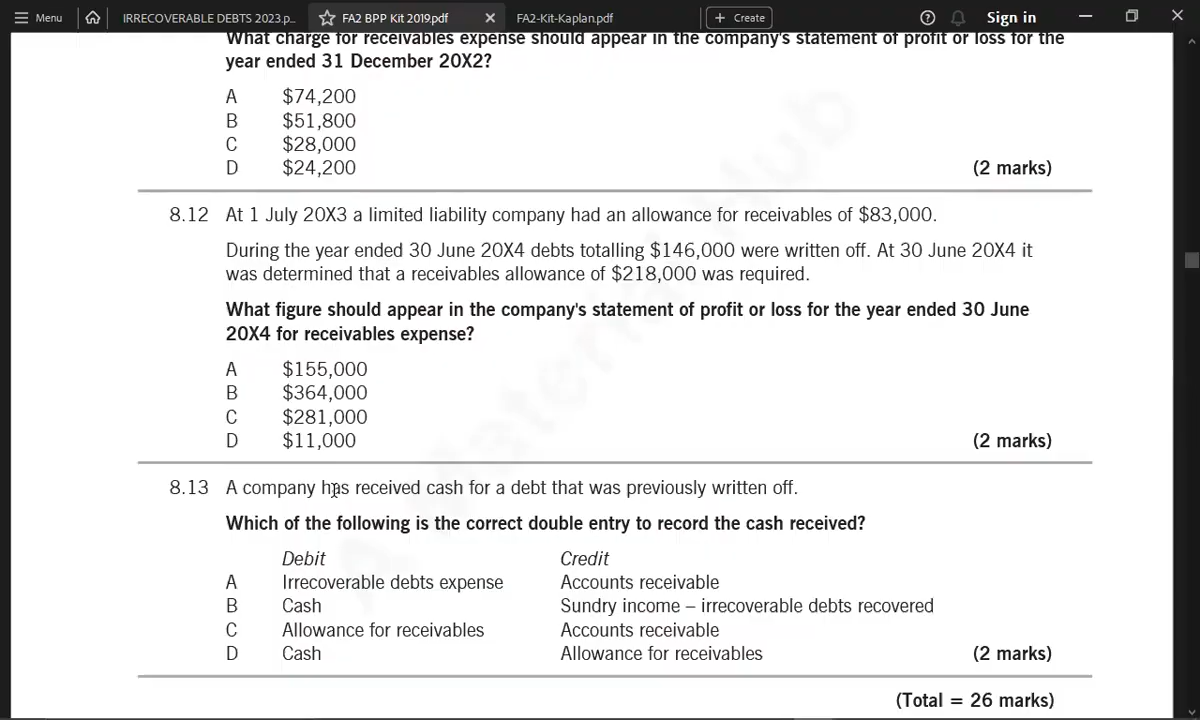 Menu IRRECOVERABLE DEBTS 2023.p... FA2 BPP Kit 2019.pdf FA2-Kit-Kaplan.pdf + Create Sign in
What charge for receivables expense should appear in the company's statement of profit or loss for the
year ended 31 December 20X2?
A $74,200
B $51,800
C $28,000
D $24,200 (2 marks)
8.12 At 1 July 20X3 a limited liability company had an allowance for receivables of $83,000.
During the year ended 30 June 20X4 debts totalling $146,000 were written off. At 30 June 20X4 it
was determined that a receivables allowance of $218,000 was required.
What figure should appear in the company's statement of profit or loss for the year ended 30 June
20X4 for receivables expense?
A $155,000
B $364,000
C $281,000
D $11,000 (2 marks)
8.13 A company has received cash for a debt that was previously written off.
Which of the following is the correct double entry to record the cash received?
Debit Credit
A Irrecoverable debts expense Accounts receivable
B Cash Sundry income – irrecoverable debts recovered
C Allowance for receivables Accounts receivable
D Cash Allowance for receivables (2 marks)
(Total = 26 marks)
A Material Hub